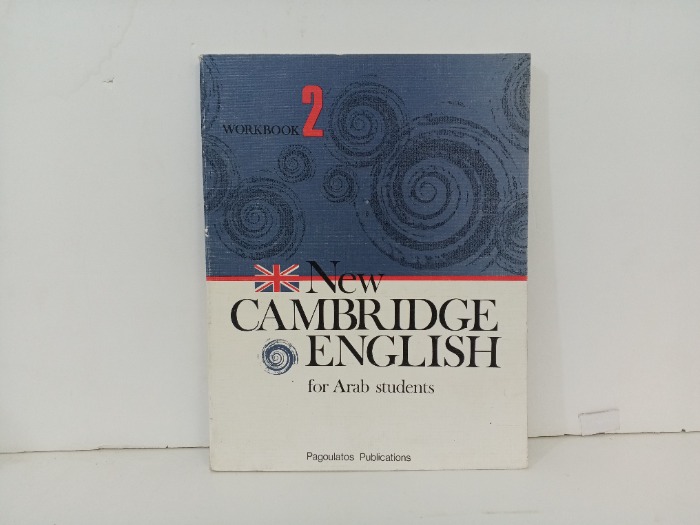 WORKBOOK 2
New
CAMBRIDGE
ENGLISH
for Arab students
Pagoulatos Publications